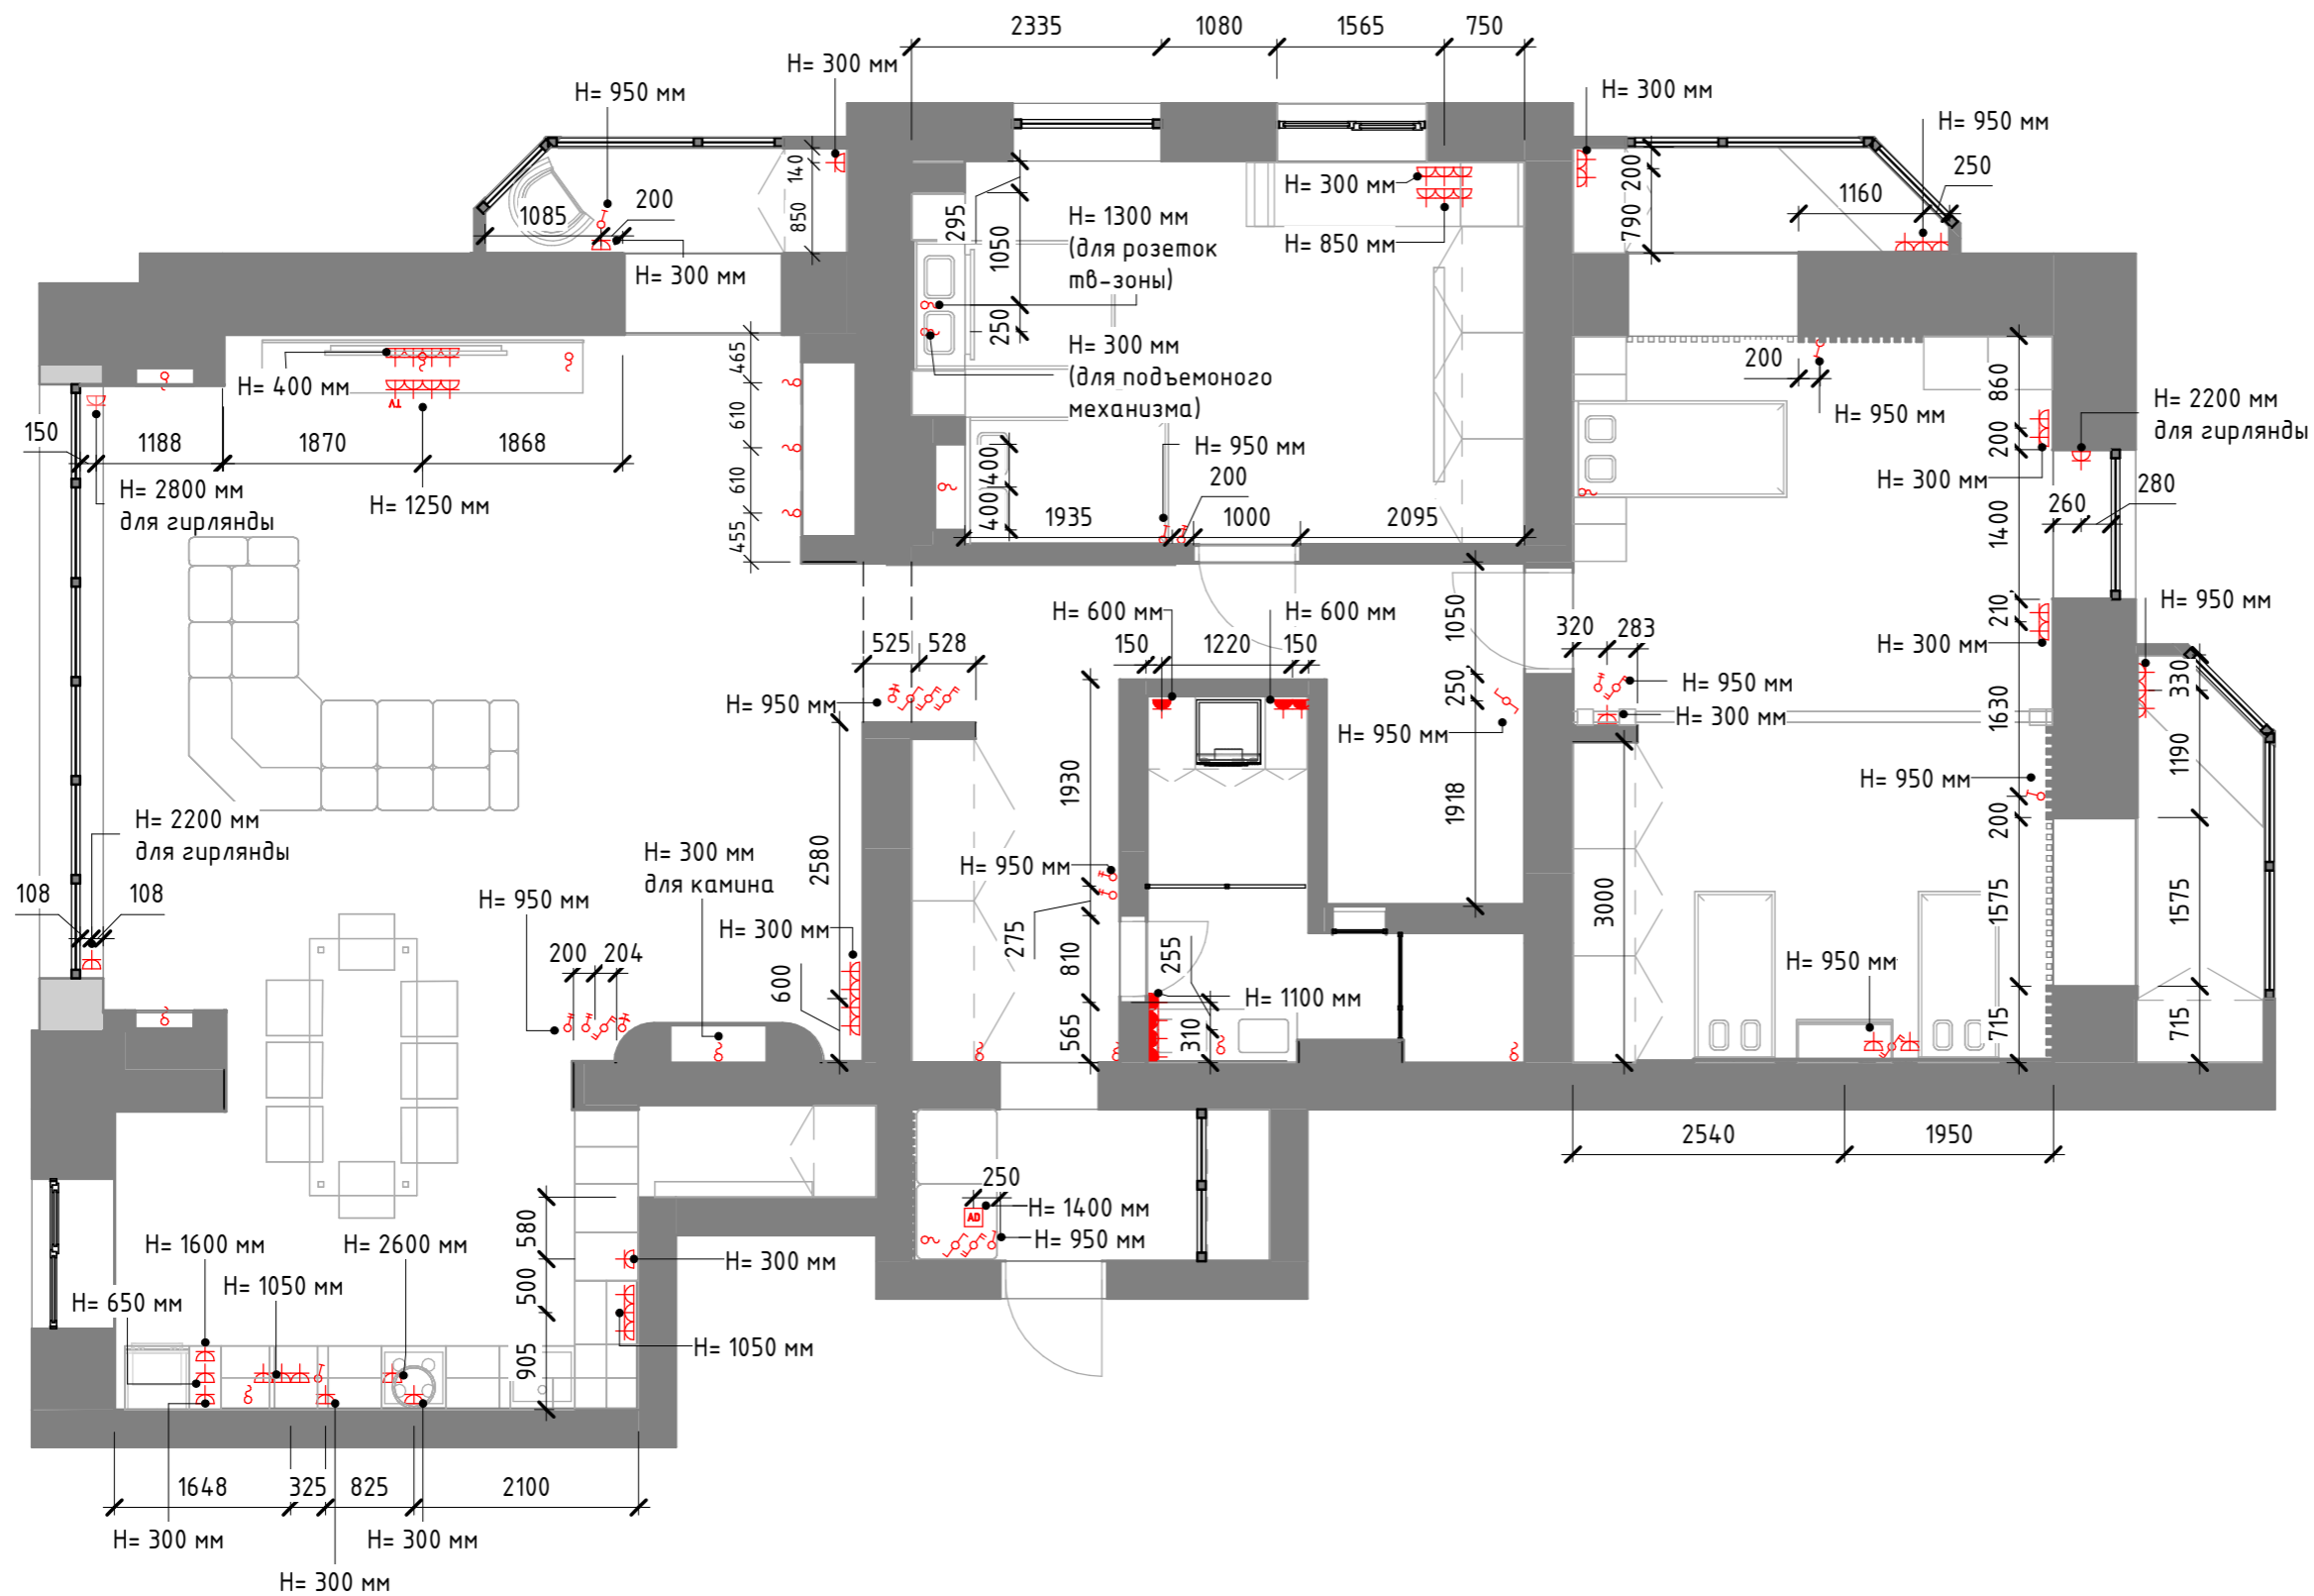 2335
1080
1565
750
H= 300 мм
H= 950 мм
H= 300 мм
H= 950 мм
140
850
1085
200
H= 300 мм
295
1050
250
H= 1300 мм
(для розеток
тв-зоны)
H= 300 мм
(для подъемоного
механизма)
H= 300 мм
H= 850 мм
200
790
1160
250
H= 400 мм
TV
465
610
610
455
150
1188
1870
1868
H= 2800 мм
для гирлянды
H= 1250 мм
400
400
H= 950 мм
200
1935
1000
2095
200
H= 950 мм
860
200
H= 300 мм
1400
H= 2200 мм
для гирлянды
260
280
210
H= 300 мм
H= 950 мм
H= 600 мм
H= 600 мм
150
1220
150
1050
250
H= 950 мм
1918
320
283
H= 950 мм
H= 300 мм
1630
H= 950 мм
200
330
1190
525
528
H= 950 мм
2580
1930
H= 2200 мм
для гирлянды
108
108
H= 950 мм
200
204
H= 300 мм
для камина
H= 300 мм
600
H= 950 мм
275
810
565
255
H= 1100 мм
310
3000
H= 950 мм
1575
715
1575
715
2540
1950
250
AD
H= 1400 мм
H= 950 мм
580
500
905
H= 300 мм
H= 1050 мм
H= 1600 мм
H= 2600 мм
H= 1050 мм
H= 650 мм
1648
325
825
2100
H= 300 мм
H= 300 мм
H= 300 мм